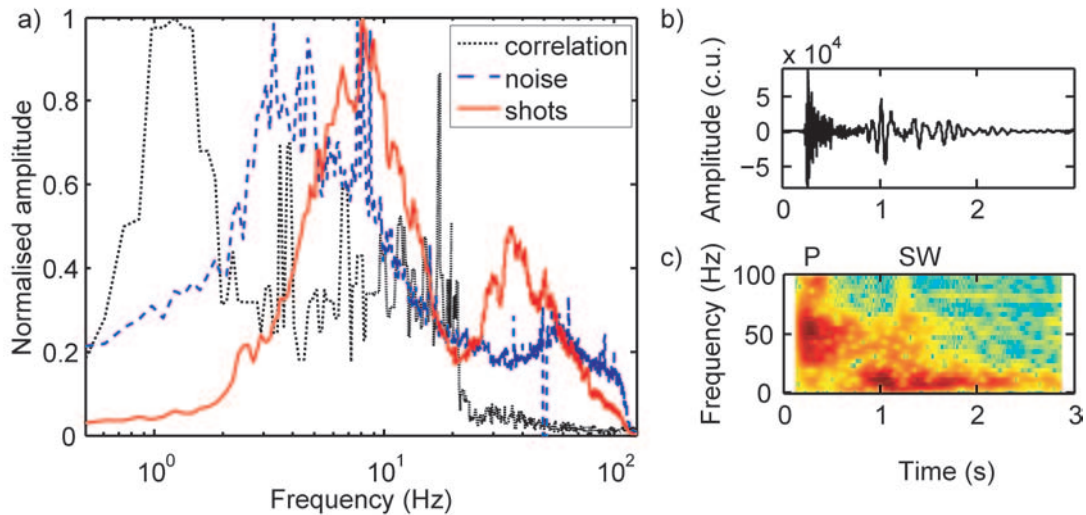 a)
1
0.8
0.6
0.4
0.2
0
Normalised amplitude
correlation
noise
shots
10^0
10^1
10^2
Frequency (Hz)
b)
x 10^4
5
0
−5
Amplitude (c.u.)
0
1
2
c)
P
SW
100
50
0
Frequency (Hz)
0
1
2
3
Time (s)